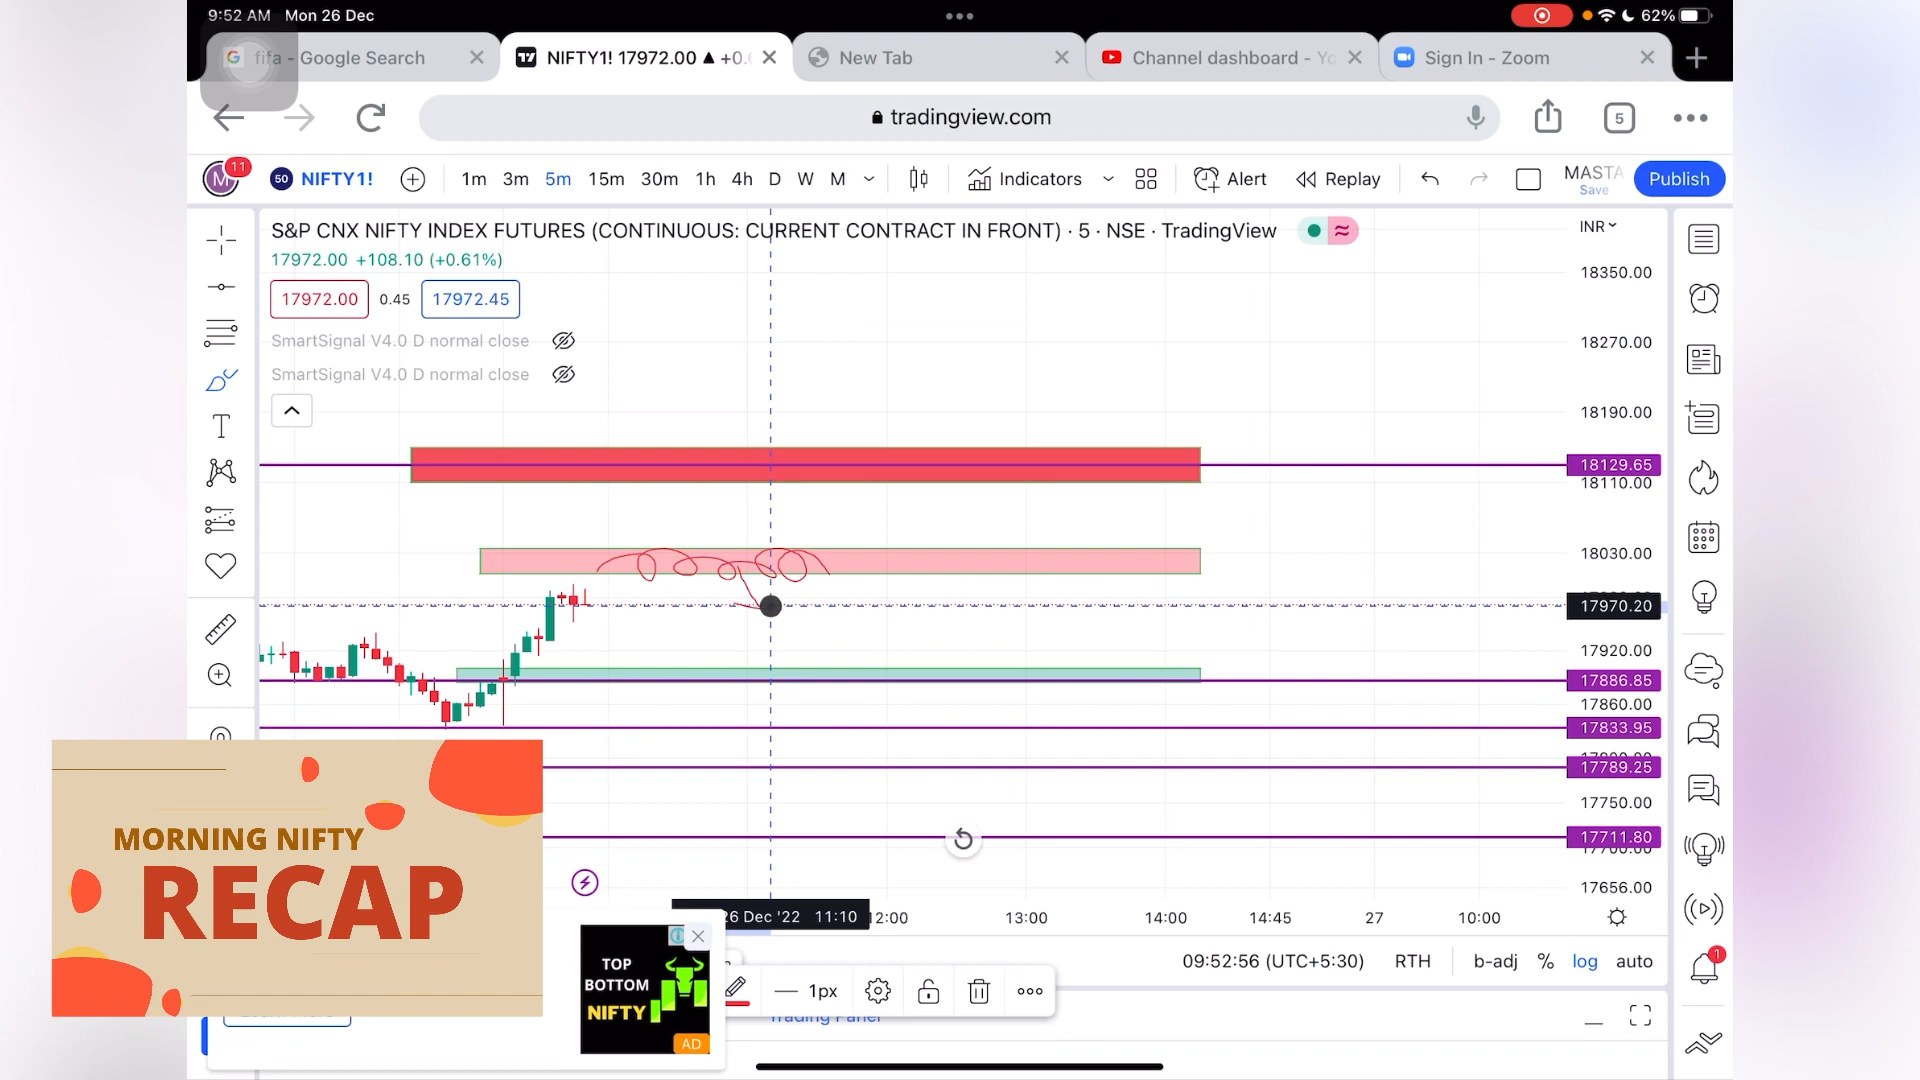 9:52 AM Mon 26 Dec
62%
fifa - Google Search
NIFTY1! 17972.00 ▲ +0.
New Tab
Channel dashboard - Yo
Sign In - Zoom
tradingview.com
5
M
11
50 NIFTY1!
1m 3m 5m 15m 30m 1h 4h D W M
Indicators
Alert
Replay
MASTA
Save
Publish
S&P CNX NIFTY INDEX FUTURES (CONTINUOUS: CURRENT CONTRACT IN FRONT) · 5 · NSE · TradingView
INR
17972.00 +108.10 (+0.61%)
17972.00 0.45 17972.45
SmartSignal V4.0 D normal close
SmartSignal V4.0 D normal close
18350.00
18270.00
18190.00
18129.65
18110.00
18030.00
17970.20
17920.00
17886.85
17860.00
17833.95
17789.25
17750.00
17711.80
17656.00
MORNING NIFTY
RECAP
26 Dec '22 11:10 12:00 13:00 14:00 14:45 27 10:00
09:52:56 (UTC+5:30) RTH b-adj % log auto
1
1px
TOP
BOTTOM
NIFTY
AD
Trading Panel